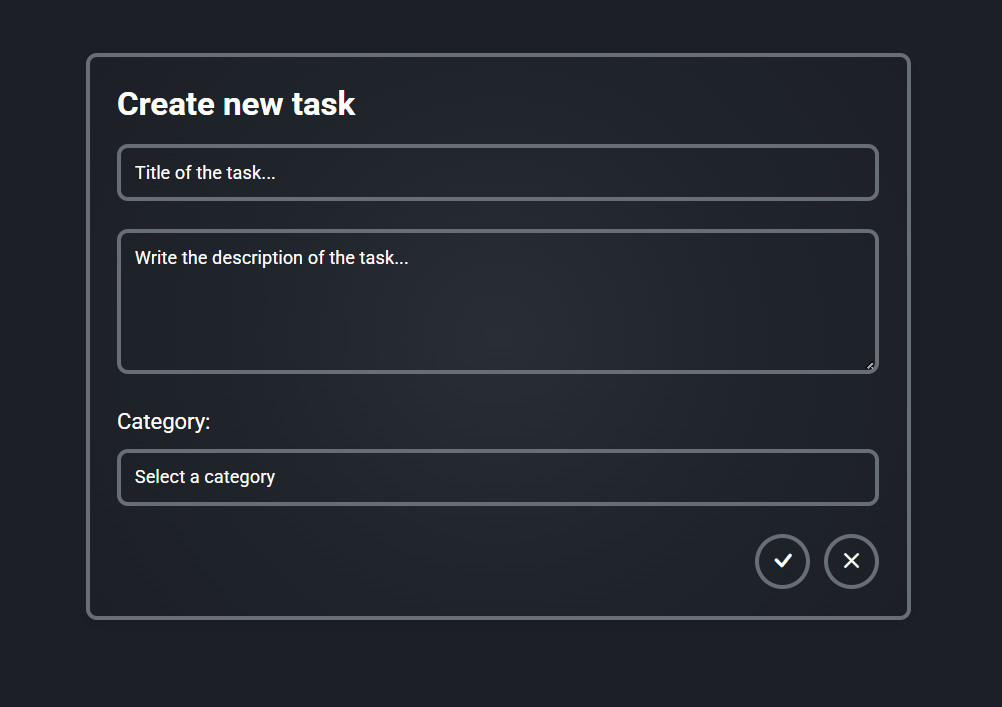 Create new task
Title of the task...
Write the description of the task...
Category:
Select a category